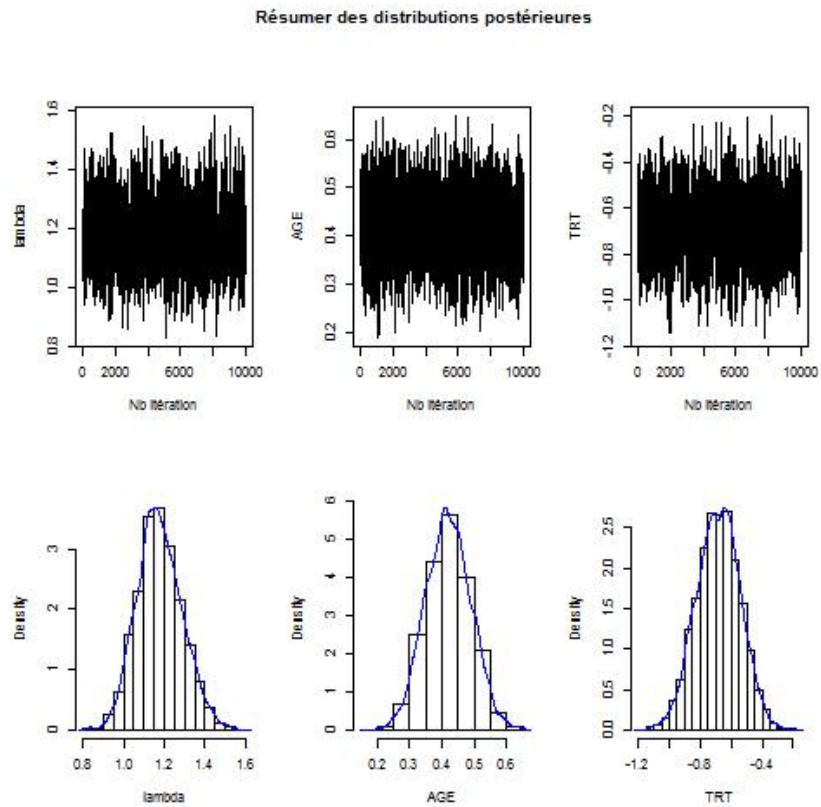 Résumer des distributions postérieures
1.6
1.4
1.2
1.0
0.8
lambda
0 2000 6000 10000
Nb Itération
0.6
0.5
0.4
0.3
0.2
AGE
0 2000 6000 10000
Nb Itération
-0.2
-0.4
-0.6
-0.8
-1.0
-1.2
TRT
0 2000 6000 10000
Nb Itération
3
2
1
0
Density
0.8 1.0 1.2 1.4 1.6
lambda
6
5
4
3
2
1
0
Density
0.2 0.3 0.4 0.5 0.6
AGE
2.5
2.0
1.5
1.0
0.5
0.0
Density
-1.2 -0.8 -0.4
TRT